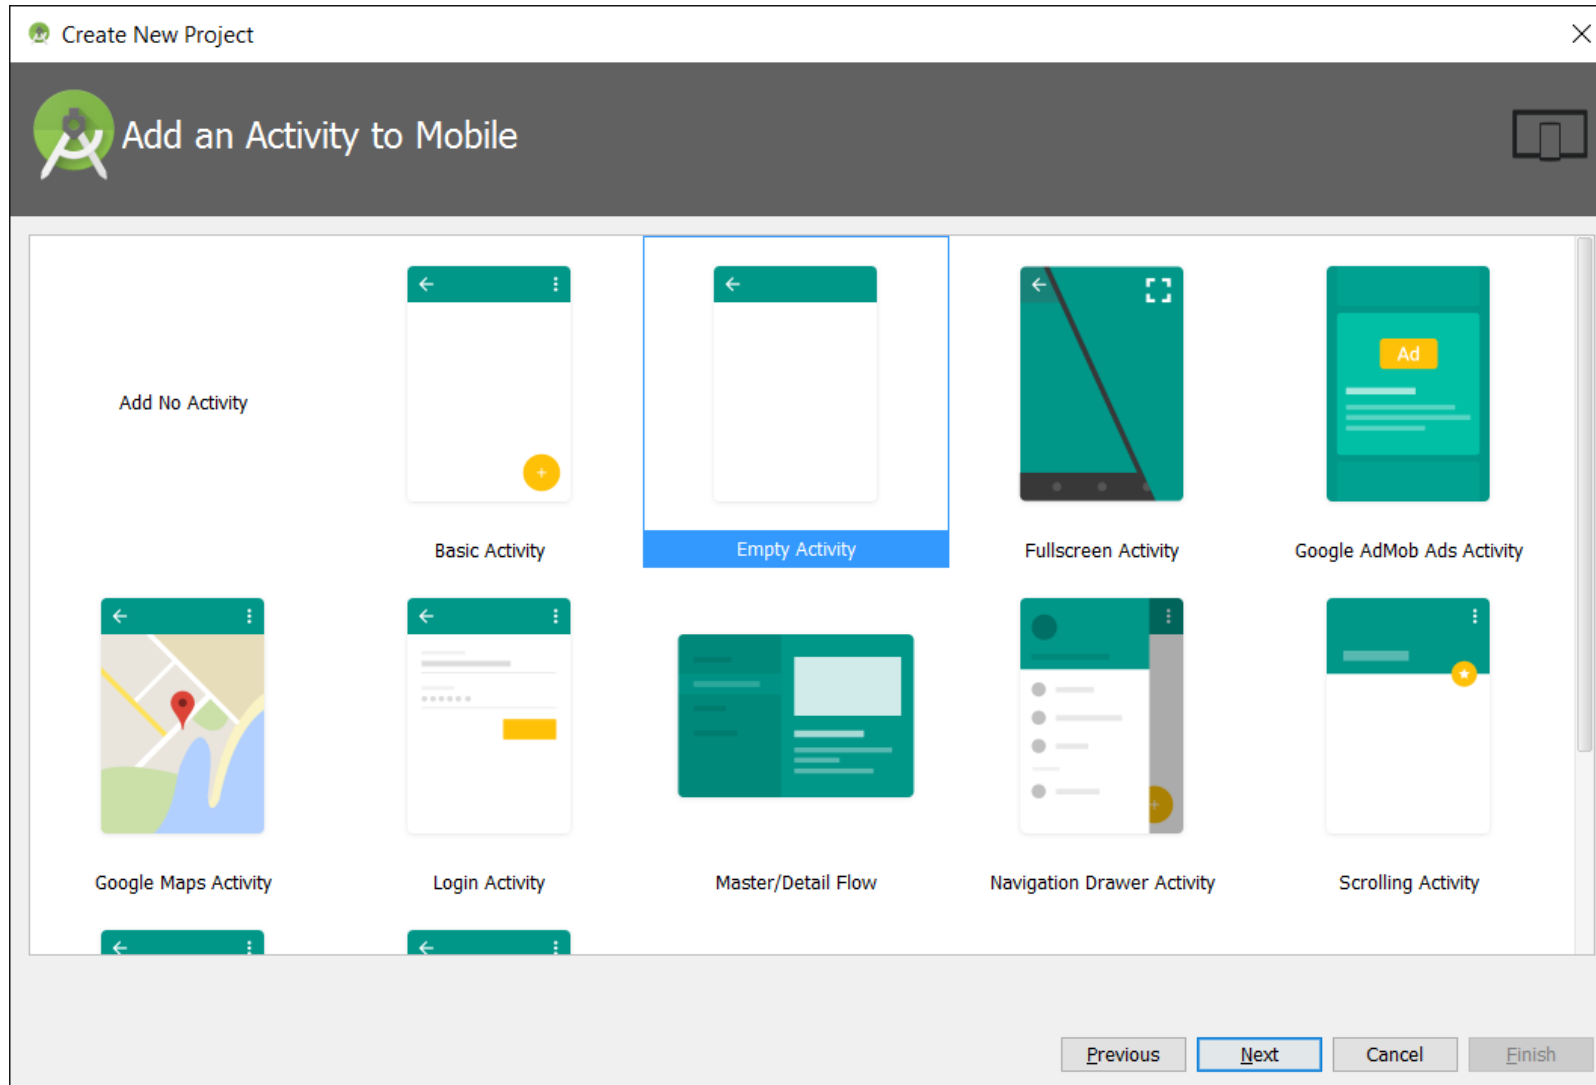 Create New Project
Add an Activity to Mobile
Add No Activity
Ad
Basic Activity
Empty Activity
Fullscreen Activity
Google AdMob Ads Activity
Google Maps Activity
Login Activity
Master/Detail Flow
Navigation Drawer Activity
Scrolling Activity
Previous
Next
Cancel
Finish